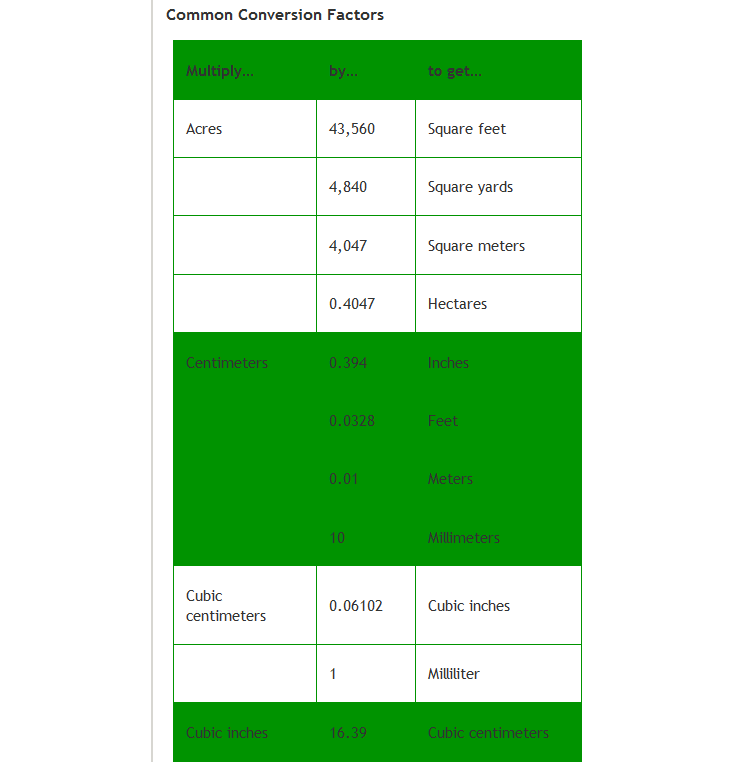 Common Conversion Factors
Multiply... by... to get...
Acres 43,560 Square feet
4,840 Square yards
4,047 Square meters
0.4047 Hectares
Centimeters 0.394 Inches
0.0328 Feet
0.01 Meters
10 Millimeters
Cubic
centimeters 0.06102 Cubic inches
1 Milliliter
Cubic inches 16.39 Cubic centimeters